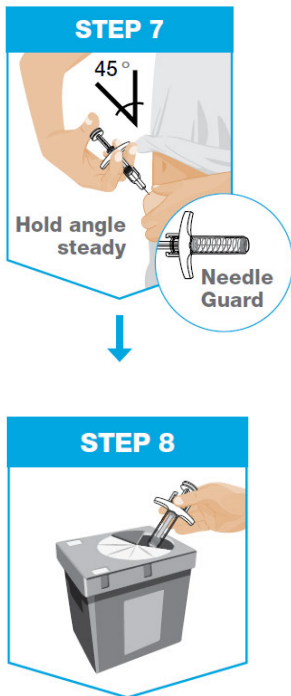 STEP 7
45°
Hold angle
steady
Needle
Guard
STEP 8